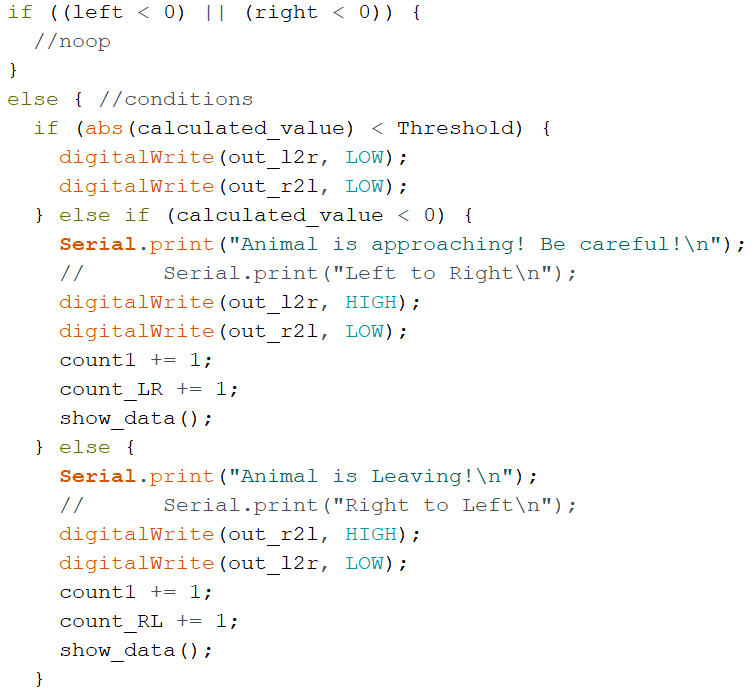 if ((left < 0) || (right < 0)) {
  //noop
}
else { //conditions
  if (abs(calculated_value) < Threshold) {
    digitalWrite(out_l2r, LOW);
    digitalWrite(out_r2l, LOW);
  } else if (calculated_value < 0) {
    Serial.print("Animal is approaching! Be careful!\n");
    //      Serial.print("Left to Right\n");
    digitalWrite(out_l2r, HIGH);
    digitalWrite(out_r2l, LOW);
    count1 += 1;
    count_LR += 1;
    show_data();
  } else {
    Serial.print("Animal is Leaving!\n");
    //      Serial.print("Right to Left\n");
    digitalWrite(out_r2l, HIGH);
    digitalWrite(out_l2r, LOW);
    count1 += 1;
    count_RL += 1;
    show_data();
  }